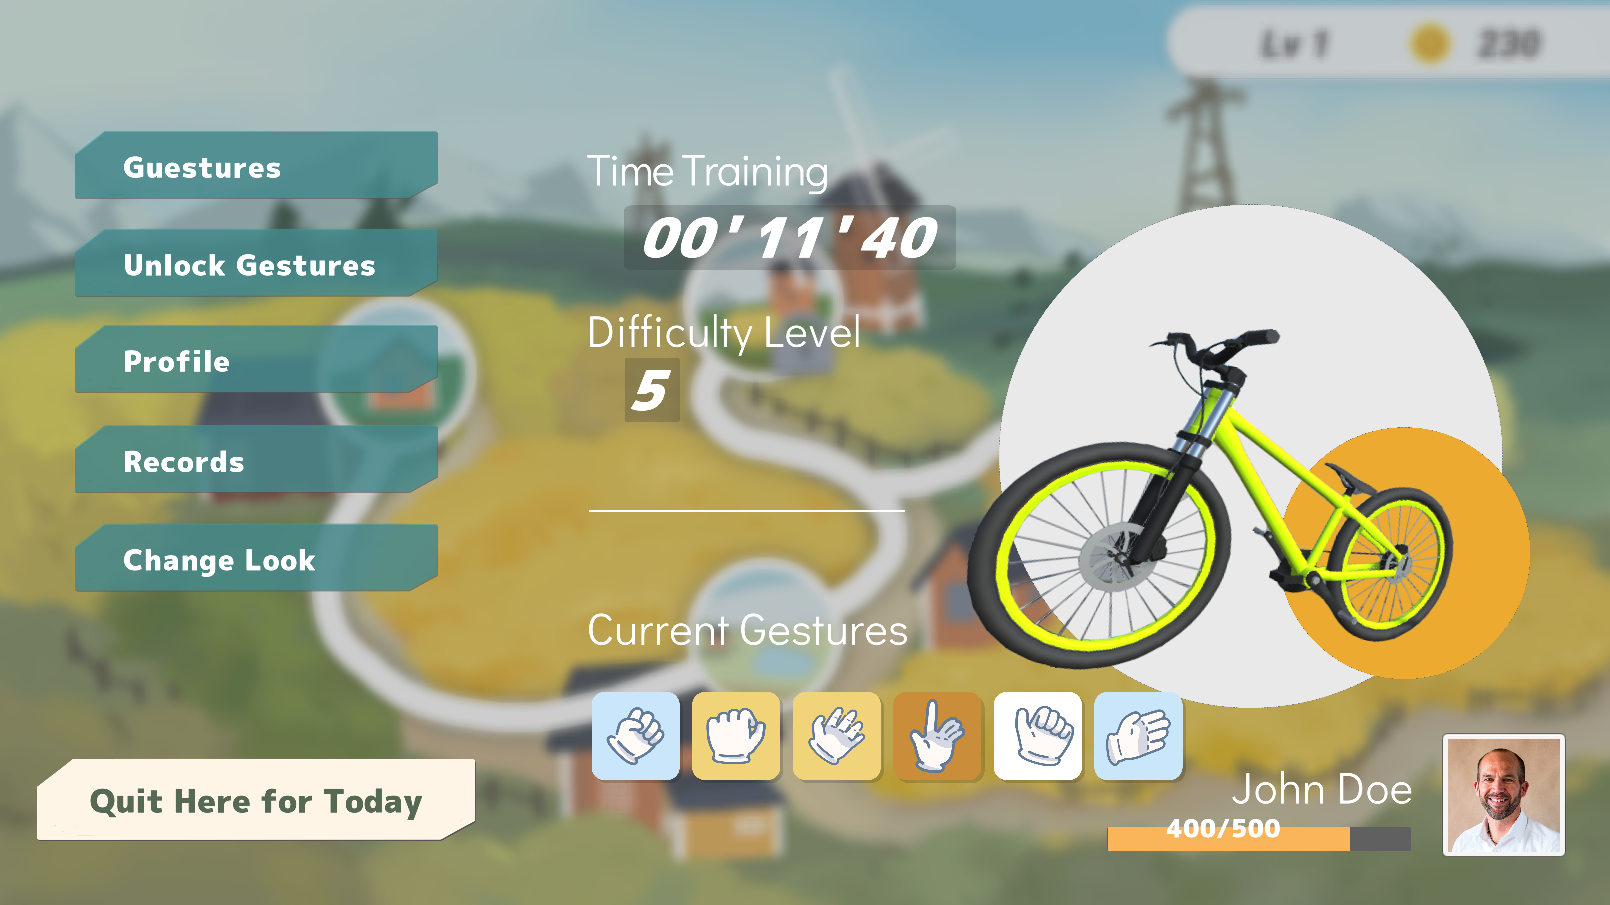 Lv 1 230
Guestures
Unlock Gestures
Profile
Records
Change Look
Quit Here for Today
Time Training
00'11'40
Difficulty Level
5
Current Gestures
John Doe
400/500